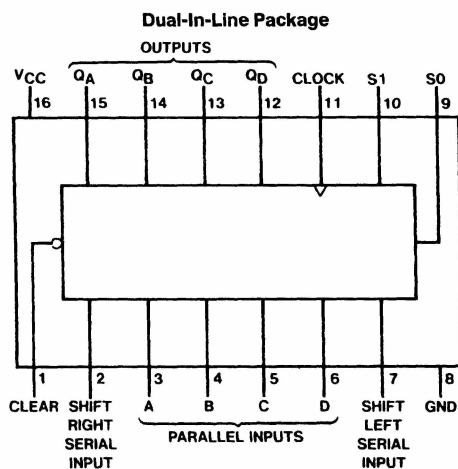 Dual-In-Line Package
OUTPUTS
VCC QA QB QC QD CLOCK S1 S0
16 15 14 13 12 11 10 9
1 2 3 4 5 6 7 8
CLEAR SHIFT A B C D SHIFT GND
RIGHT LEFT
SERIAL PARALLEL INPUTS SERIAL
INPUT INPUT